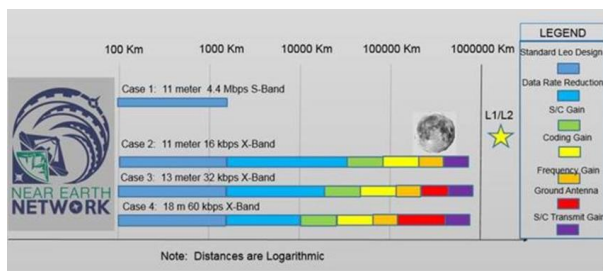 LEGEND
100 Km 1000 Km 10000 Km 100000 Km 1000000 Km
Standard Leo Design
Case 1: 11 meter 4.4 Mbps S-Band
Data Rate Reduction
S/C Gain
L1/L2
Case 2: 11 meter 16 kbps X-Band
Coding Gain
Case 3: 13 meter 32 kbps X-Band
Frequency Gain
Ground Antenna
NEAR EARTH
NETWORK
Case 4: 18 m 60 kbps X-Band
S/C Transmit Gain
Note: Distances are Logarithmic